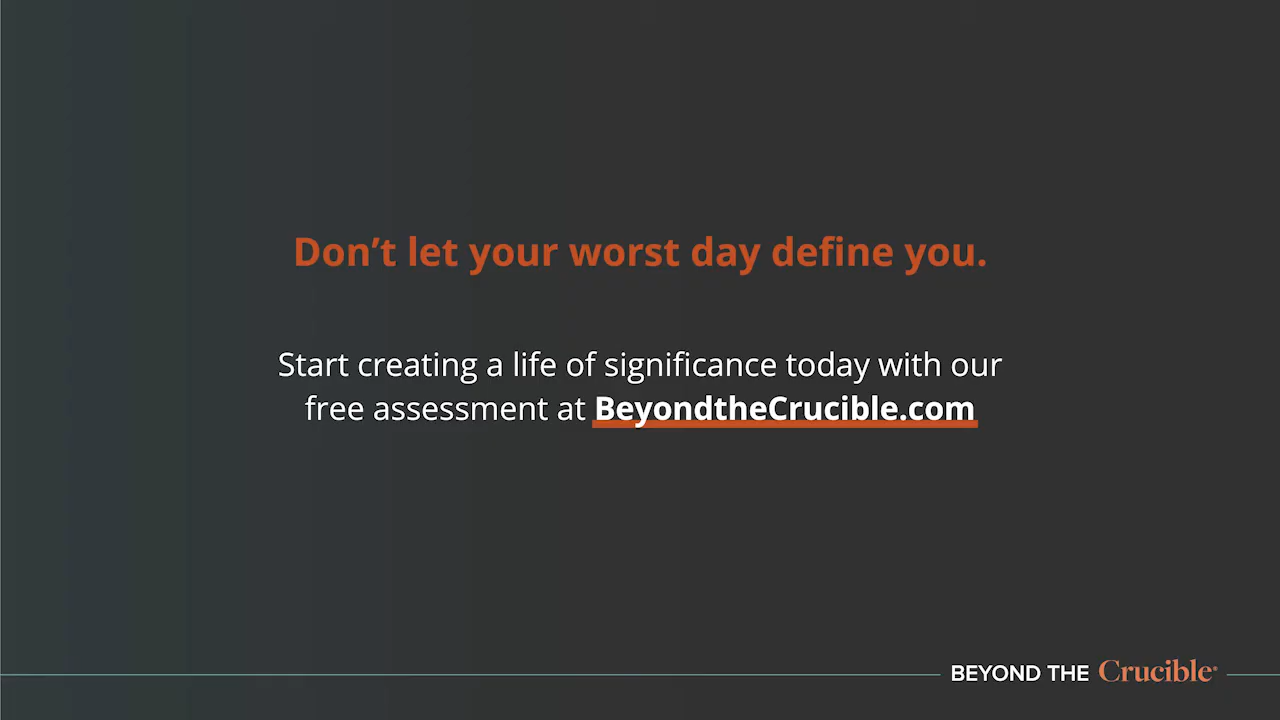 Don’t let your worst day define you.
Start creating a life of significance today with our
free assessment at BeyondtheCrucible.com
BEYOND THE Crucible®